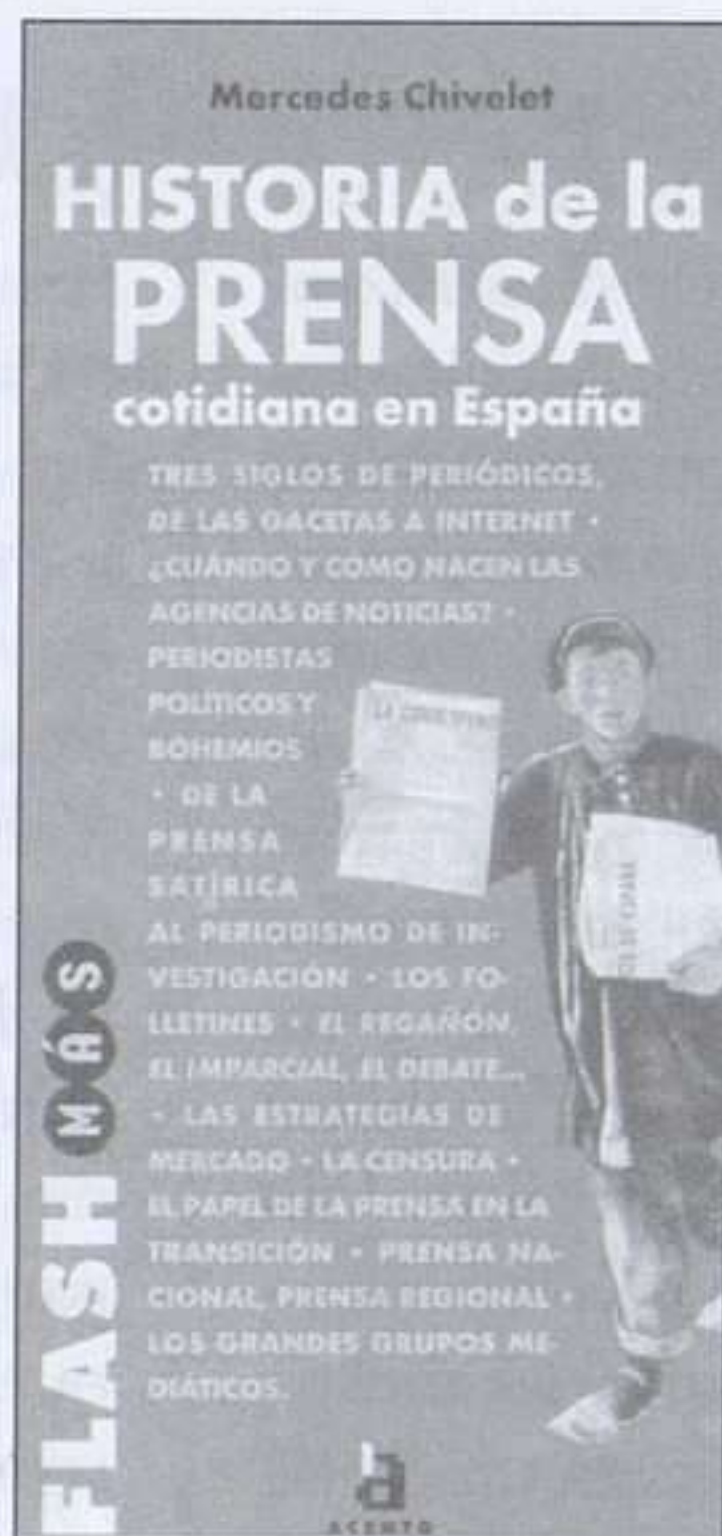 Mercedes Chivelet
HISTORIA de la
PRENSA
cotidiana en España
TRES SIGLOS DE PERIÓDICOS,
DE LAS GACETAS A INTERNET •
¿CUÁNDO Y COMO NACEN LAS
AGENCIAS DE NOTICIAS? •
PERIODISTAS
POLÍTICOS Y
BOHEMIOS
• DE LA
PRENSA
SATÍRICA
AL PERIODISMO DE IN-
VESTIGACIÓN • LOS FO-
LLETINES • EL REGAÑÓN,
EL IMPARCIAL, EL DEBATE...
• LAS ESTRATEGIAS DE
MERCADO • LA CENSURA •
EL PAPEL DE LA PRENSA EN LA
TRANSICIÓN • PRENSA NA-
CIONAL, PRENSA REGIONAL •
LOS GRANDES GRUPOS ME-
DIÁTICOS.
FLASH MÁS
ACENTO